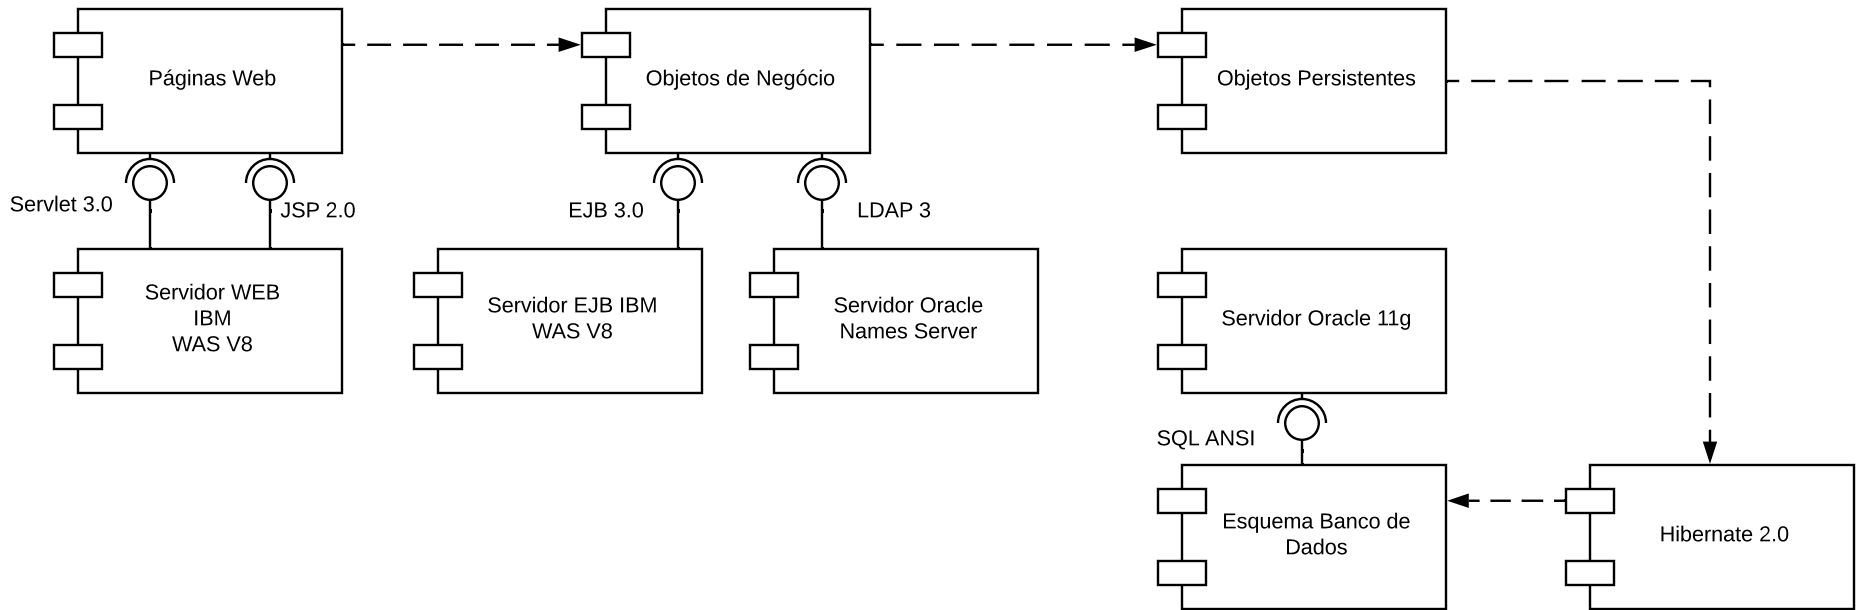 Páginas Web
Objetos de Negócio
Objetos Persistentes
Servlet 3.0
JSP 2.0
EJB 3.0
LDAP 3
Servidor WEB
IBM
WAS V8
Servidor EJB IBM
WAS V8
Servidor Oracle
Names Server
Servidor Oracle 11g
SQL ANSI
Esquema Banco de
Dados
Hibernate 2.0